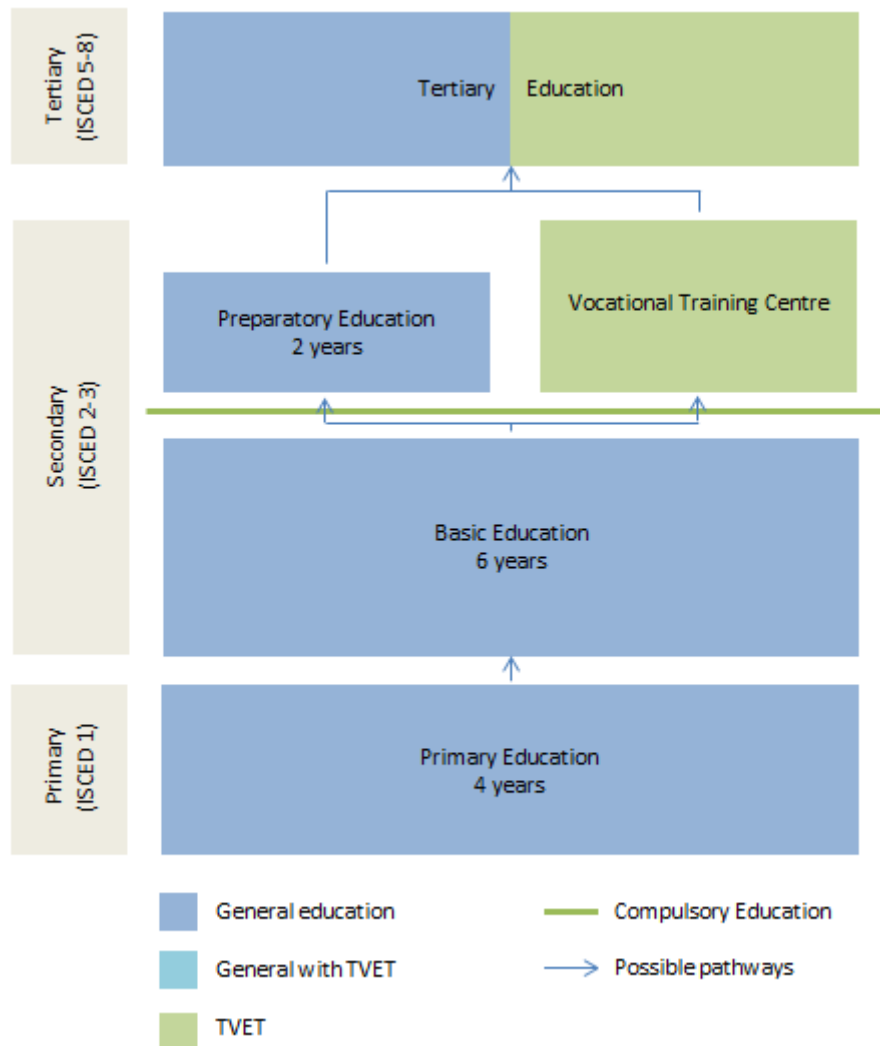 Tertiary
(ISCED 5-8)
Tertiary Education
Secondary
(ISCED 2-3)
Preparatory Education
2 years
Vocational Training Centre
Basic Education
6 years
Primary
(ISCED 1)
Primary Education
4 years
General education
Compulsory Education
General with TVET
Possible pathways
TVET